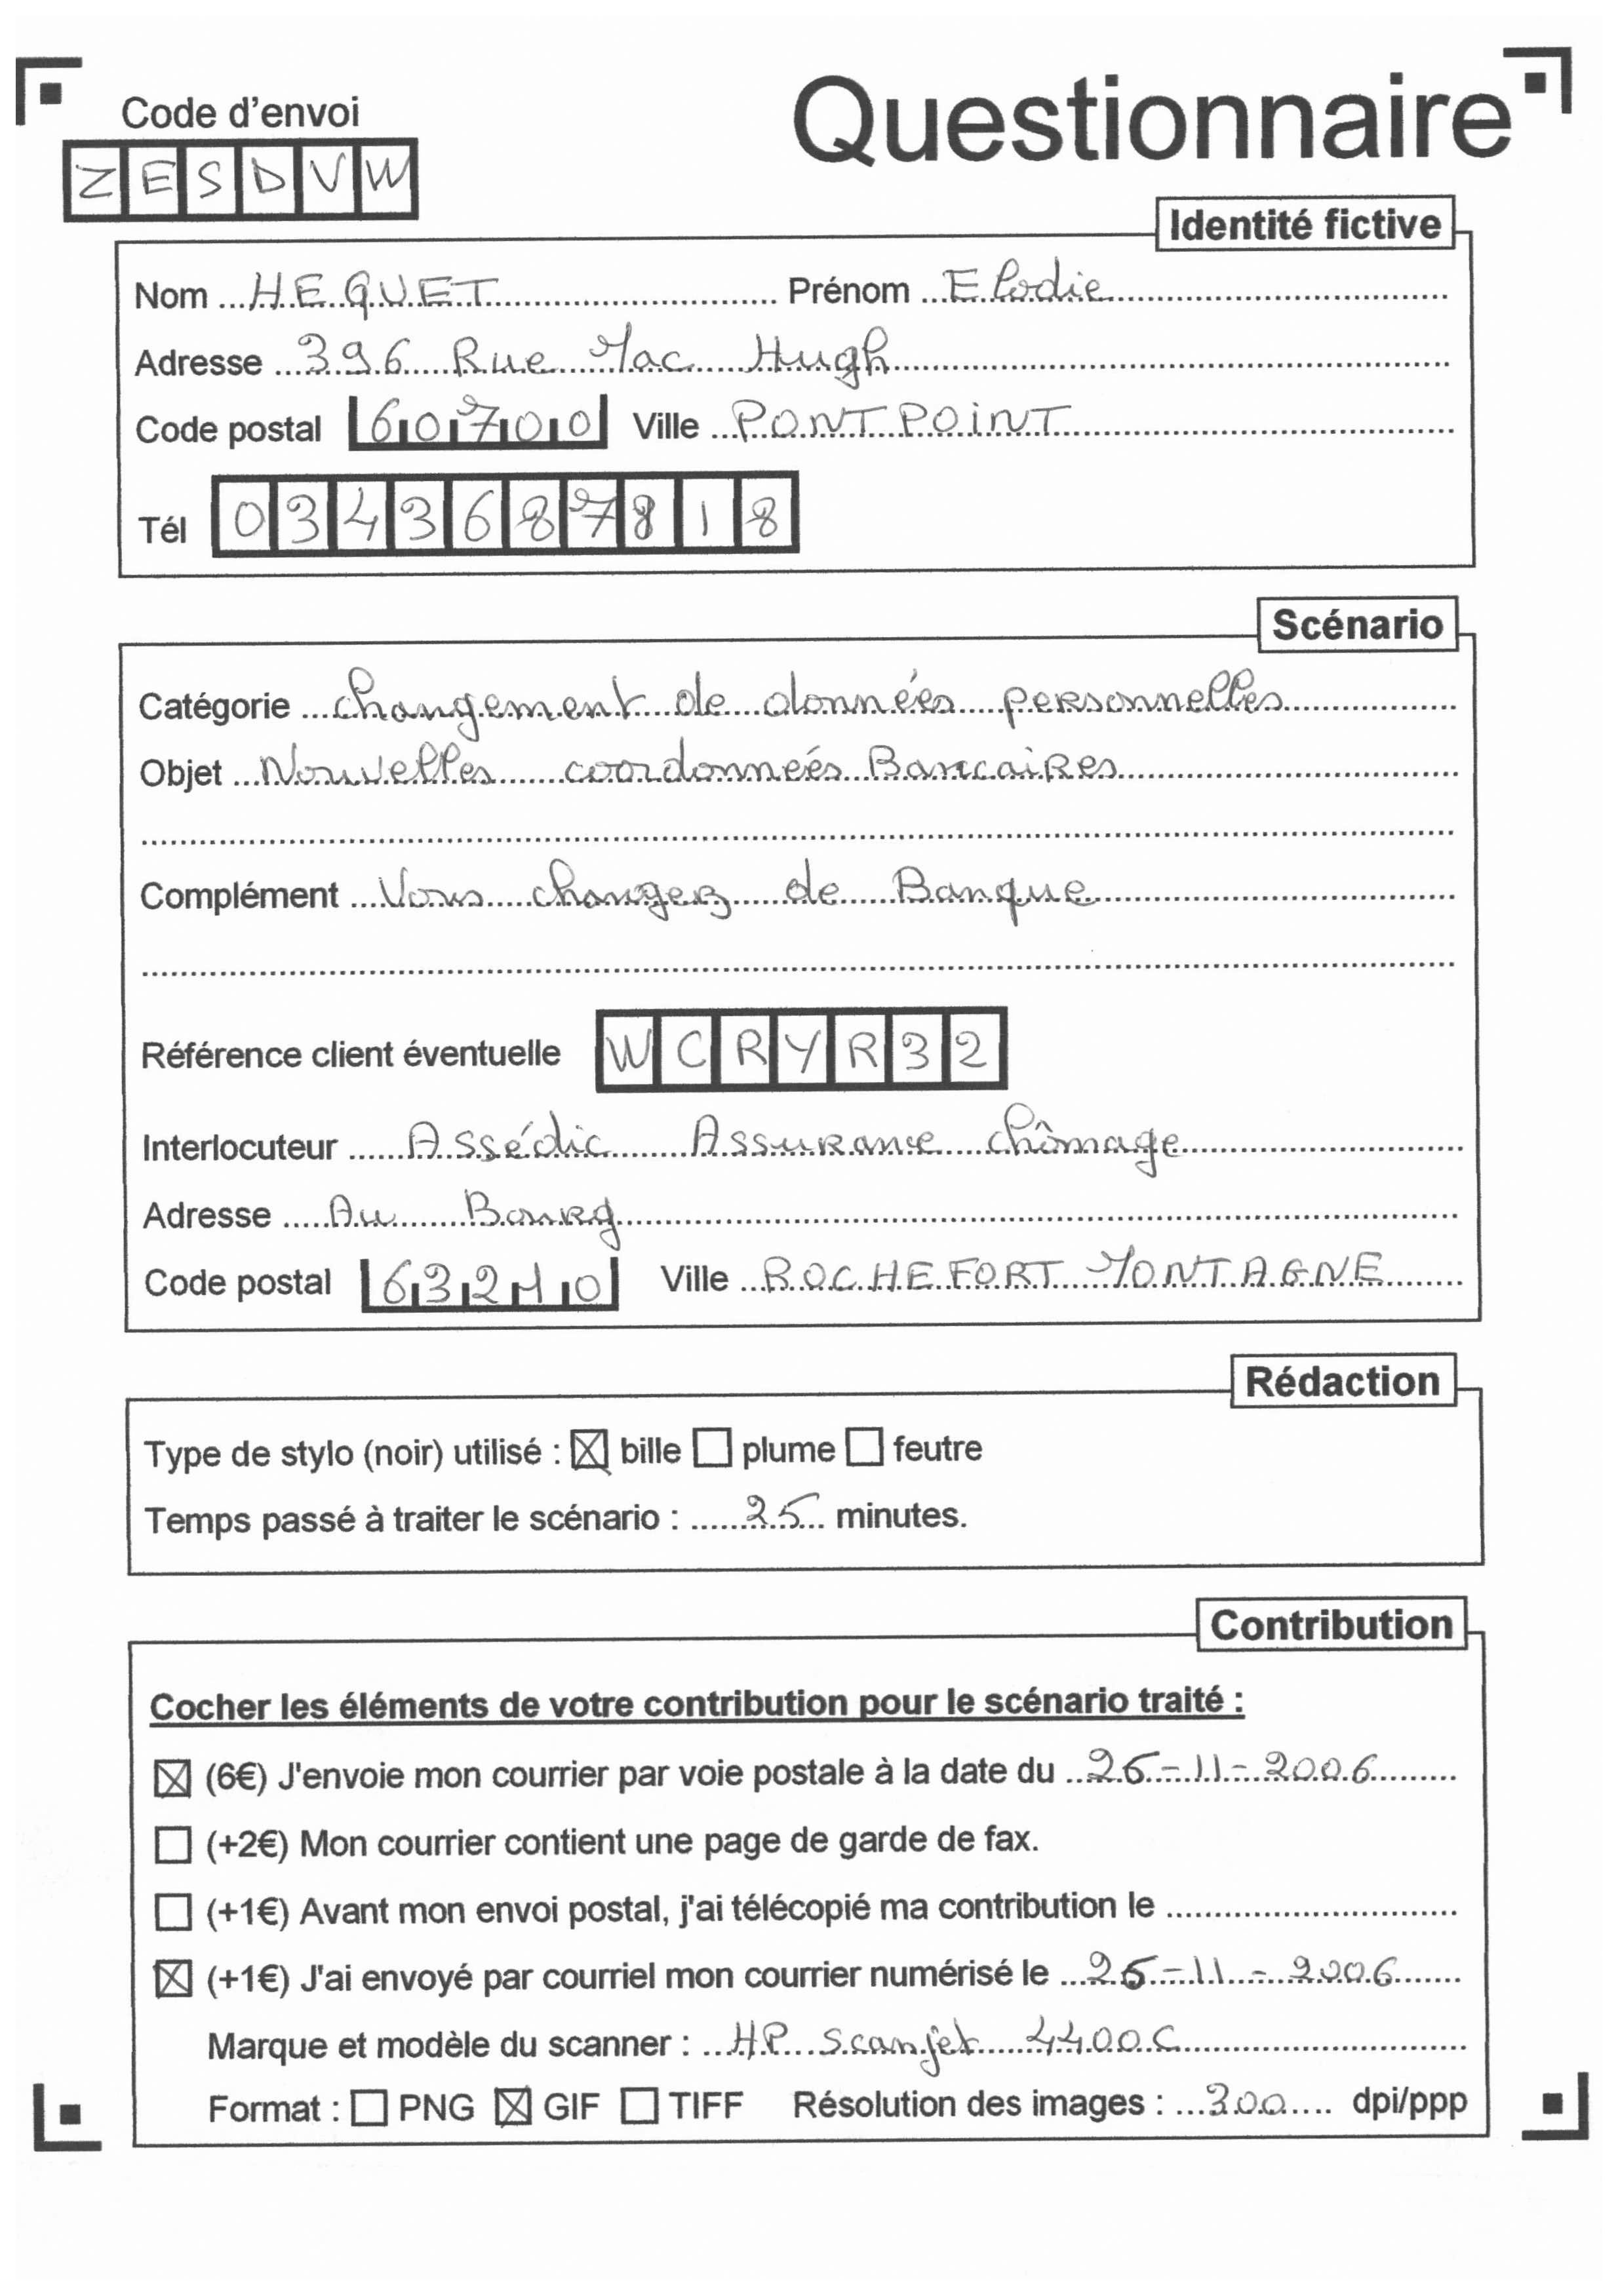 Questionnaire
Code d'envoi
ZESDVW
Identité fictive
Nom HEQUET Prénom Elodie
Adresse 396 Rue Mac Hugh
Code postal 60700 Ville PONTPOINT
Tél 0343687818
Scénario
Catégorie changement de données personnelles
Objet Nouvelles coordonnées Bancaires
Complément Vous changez de Banque
Référence client éventuelle WCRYR32
Interlocuteur Assédic Assurance chômage
Adresse Au Bourg
Code postal 63210 Ville ROCHEFORT MONTAGNE
Rédaction
Type de stylo (noir) utilisé : ☒ bille ☐ plume ☐ feutre
Temps passé à traiter le scénario : 25 minutes.
Contribution
Cocher les éléments de votre contribution pour le scénario traité :
☒ (6€) J'envoie mon courrier par voie postale à la date du 26-11-2006
☐ (+2€) Mon courrier contient une page de garde de fax.
☐ (+1€) Avant mon envoi postal, j'ai télécopié ma contribution le
☒ (+1€) J'ai envoyé par courriel mon courrier numérisé le 26-11-2006
Marque et modèle du scanner : HP Scanjet 4400C
Format : ☐ PNG ☒ GIF ☐ TIFF Résolution des images : 300 dpi/ppp